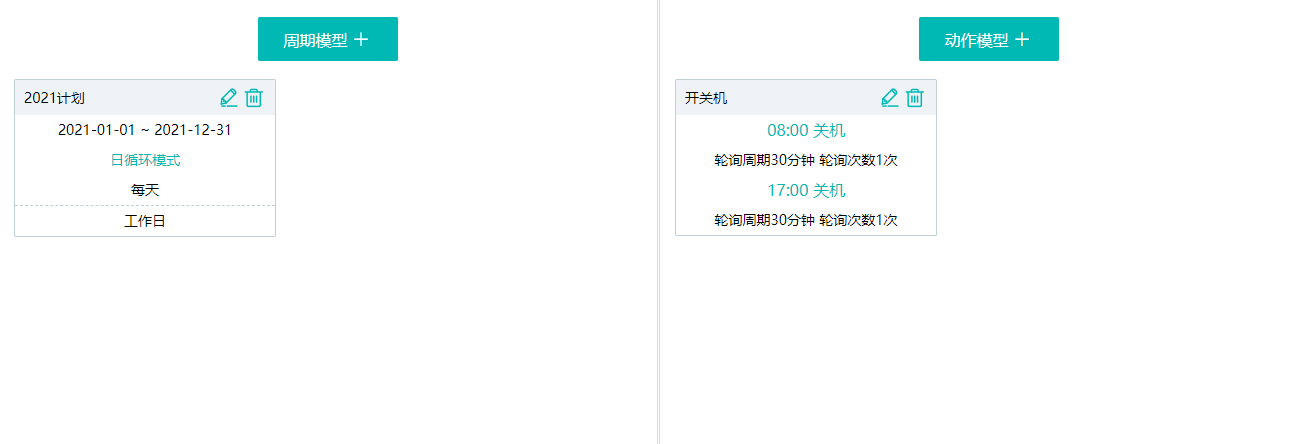 周期模型
2021计划
2021-01-01 ~ 2021-12-31
日循环模式
每天
工作日
动作模型
开关机
08:00 关机
轮询周期30分钟 轮询次数1次
17:00 关机
轮询周期30分钟 轮询次数1次